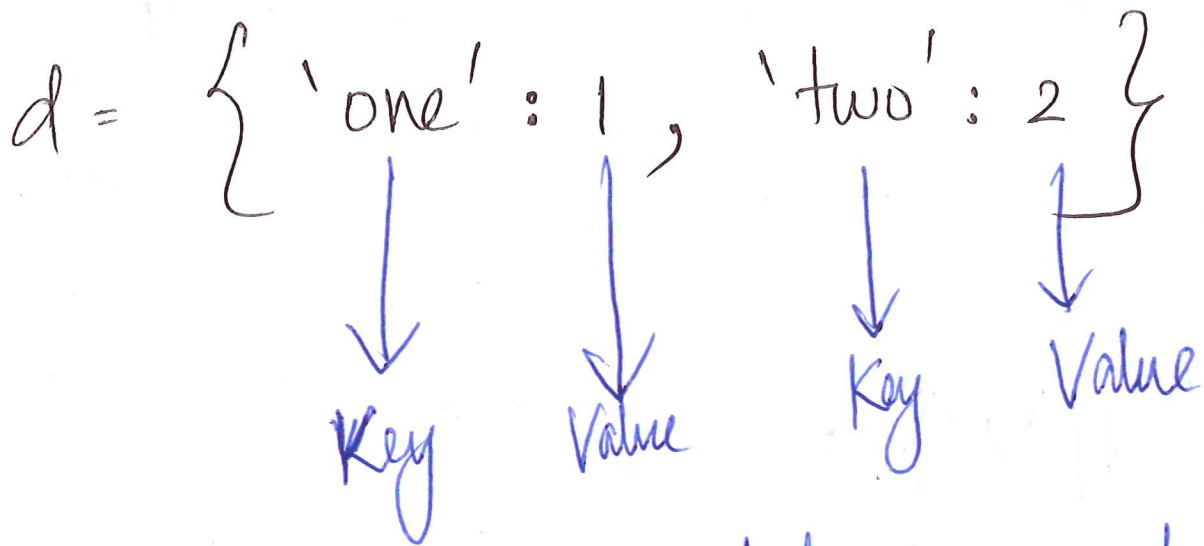 d = { 'one' : 1 , 'two' : 2 }
Key Value Key Value